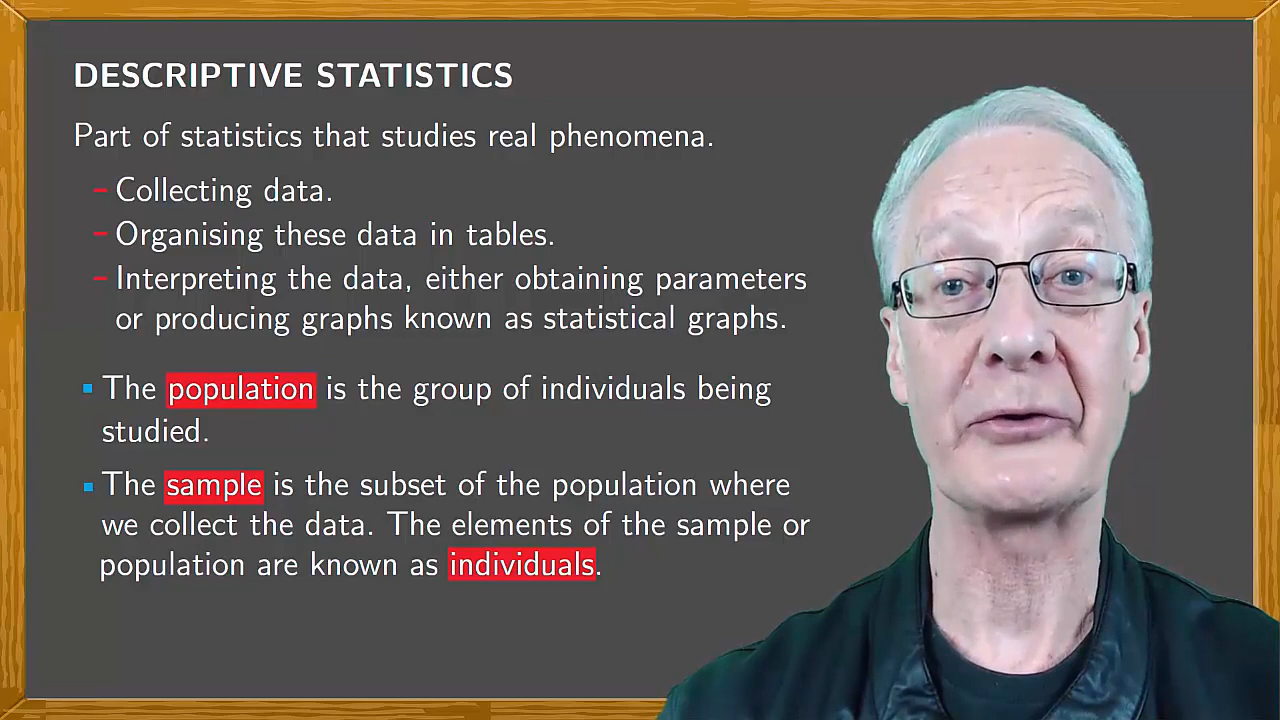 DESCRIPTIVE STATISTICS
Part of statistics that studies real phenomena.
– Collecting data.
– Organising these data in tables.
– Interpreting the data, either obtaining parameters
or producing graphs known as statistical graphs.
▪ The population is the group of individuals being
studied.
▪ The sample is the subset of the population where
we collect the data. The elements of the sample or
population are known as individuals.